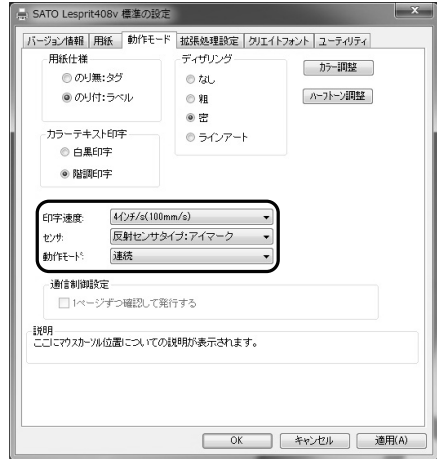 SATO Lesprit408v 標準の設定
バージョン情報 用紙 動作モード 拡張処理設定 クリエイトフォント ユーティリティ
用紙仕様
のり無:タグ
のり付:ラベル
ディザリング
なし
粗
密
ラインアート
カラー調整
ハーフトーン調整
カラーテキスト印字
白黒印字
階調印字
印字速度: 4インチ/s(100mm/s)
センサ: 反射センサタイプ:アイマーク
動作モード: 連続
通信制御設定
1ページずつ確認して発行する
説明
ここにマウスカーソル位置についての説明が表示されます。
OK キャンセル 適用(A)